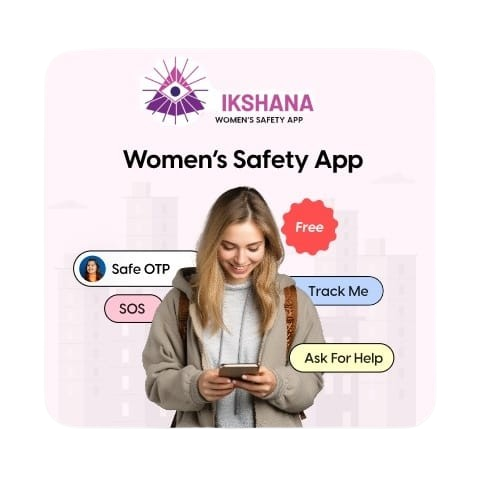 IKSHANA
WOMEN'S SAFETY APP
Women's Safety App
Free
Safe OTP
Track Me
SOS
Ask For Help